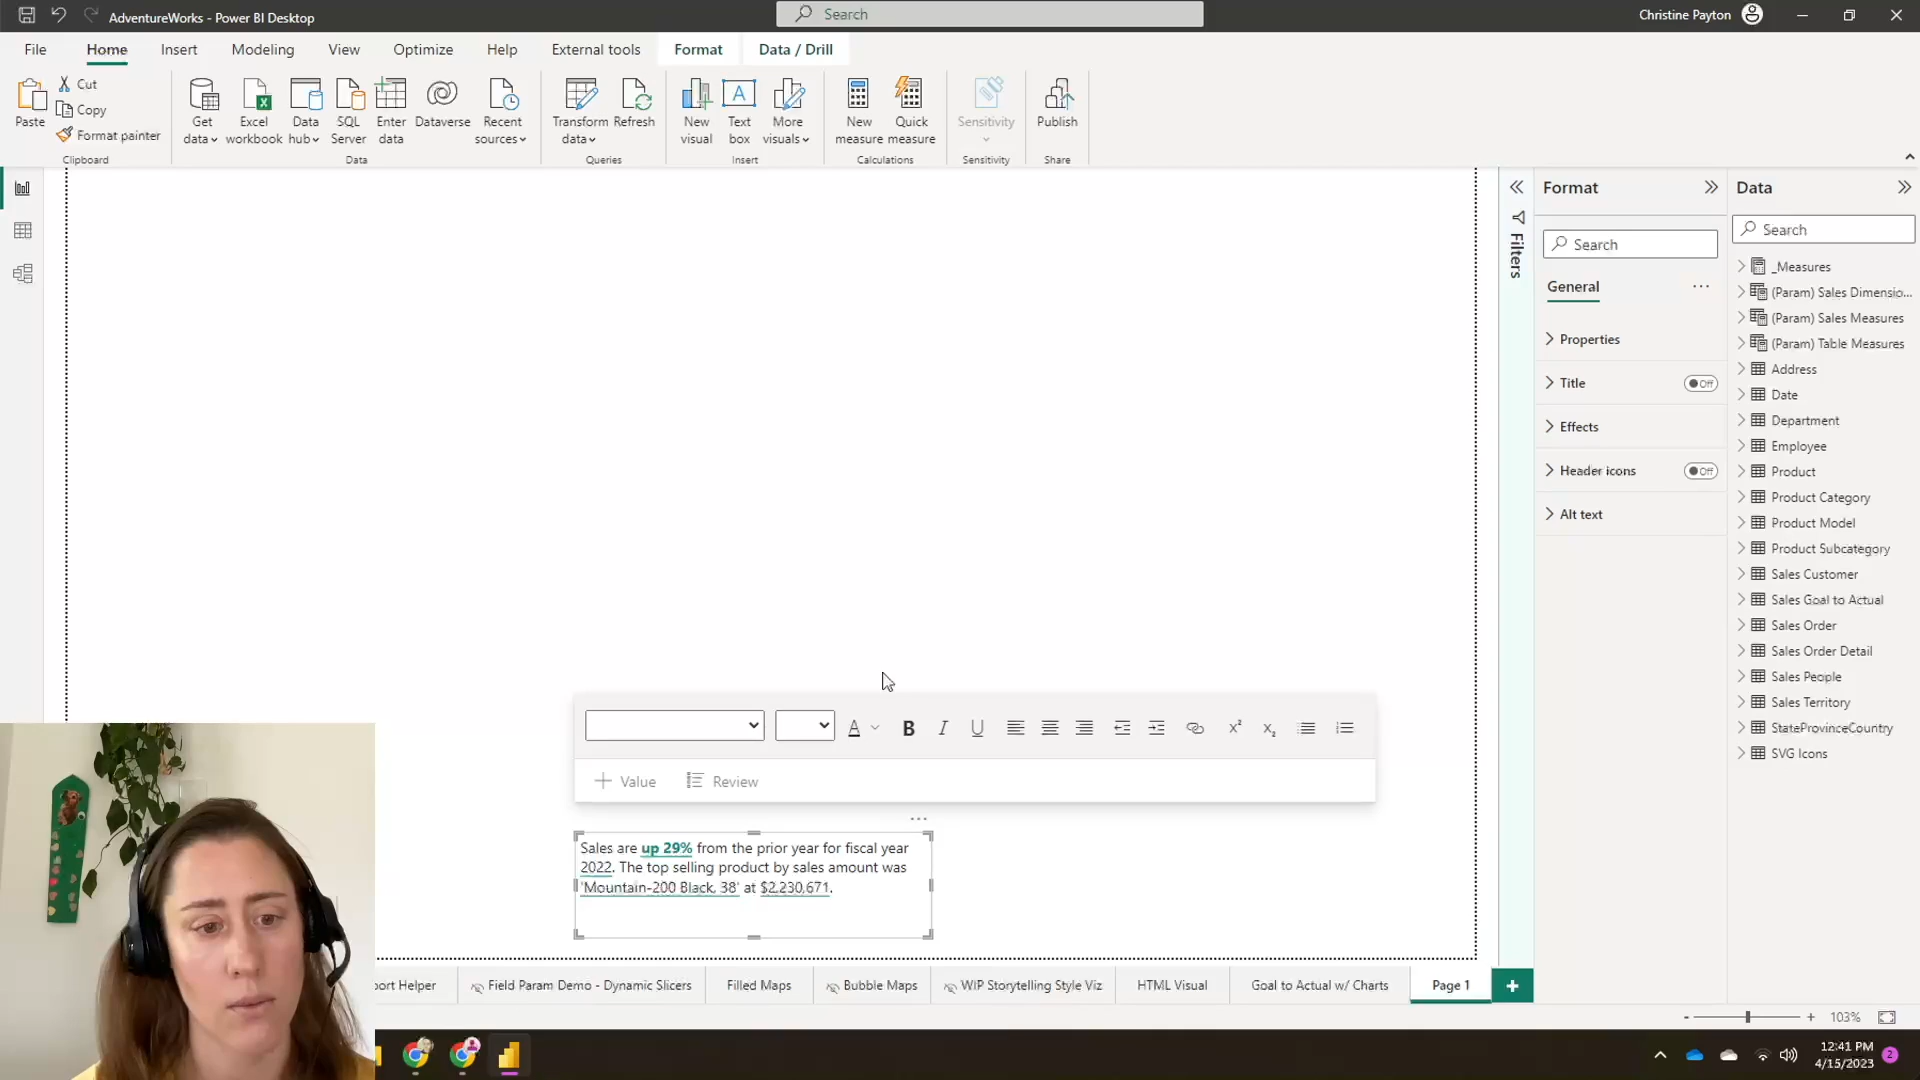 AdventureWorks - Power BI Desktop
Search
Christine Payton
File
Home
Insert
Modeling
View
Optimize
Help
External tools
Format
Data / Drill
Paste
Cut
Copy
Format painter
Clipboard
Get
data
Excel
workbook
Data
hub
SQL
Server
Enter
data
Dataverse
Recent
sources
Data
Transform
data
Refresh
Queries
New
visual
Text
box
More
visuals
Insert
New
measure
Quick
measure
Calculations
Sensitivity
Sensitivity
Publish
Share
Filters
Format
Search
General
Properties
Title
Off
Effects
Header icons
Off
Alt text
Data
Search
_Measures
(Param) Sales Dimensio...
(Param) Sales Measures
(Param) Table Measures
Address
Date
Department
Employee
Product
Product Category
Product Model
Product Subcategory
Sales Customer
Sales Goal to Actual
Sales Order
Sales Order Detail
Sales People
Sales Territory
StateProvinceCountry
SVG Icons
A
B
I
U
x²
x₂
+ Value
Review
Sales are up 29% from the prior year for fiscal year
2022. The top selling product by sales amount was
'Mountain-200 Black, 38' at $2,230,671.
port Helper
Field Param Demo - Dynamic Slicers
Filled Maps
Bubble Maps
WIP Storytelling Style Viz
HTML Visual
Goal to Actual w/ Charts
Page 1
+
- + 103%
12:41 PM
4/15/2023
2